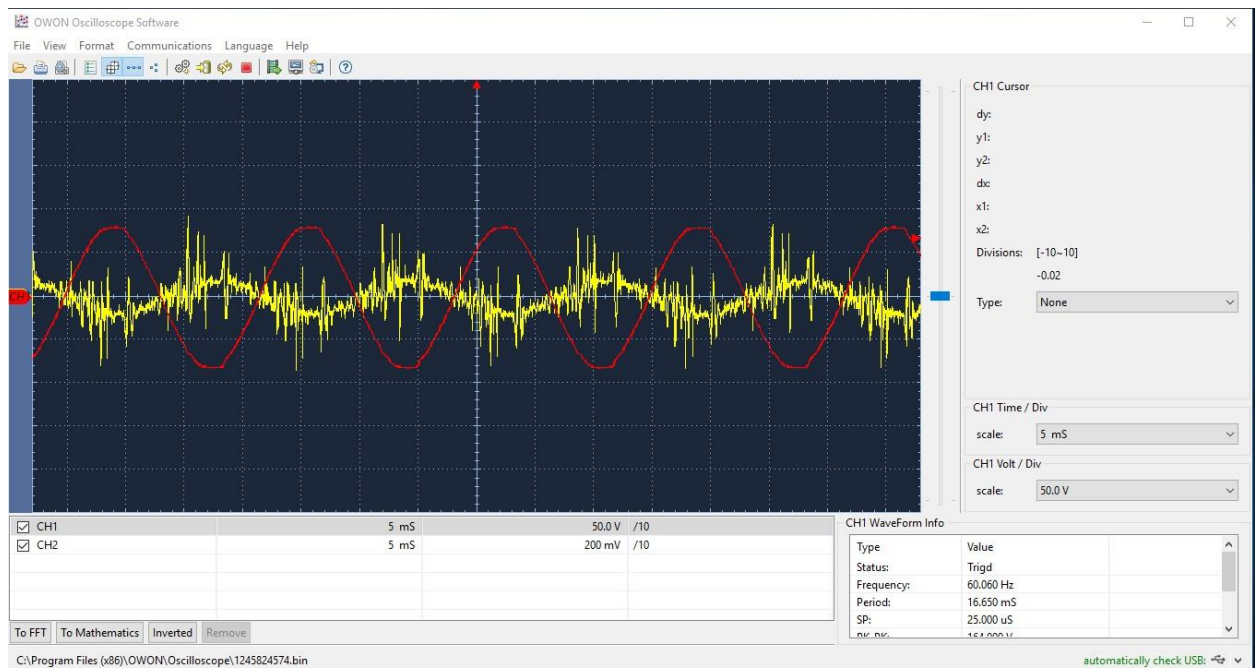 OWON Oscilloscope Software
File View Format Communications Language Help
CH1 Cursor
dy:
y1:
y2:
dx:
x1:
x2:
Divisions: [-10~10]
-0.02
Type: None
CH1 Time / Div
scale: 5 mS
CH1 Volt / Div
scale: 50.0 V
CH1 5 mS 50.0 V /10
CH2 5 mS 200 mV /10
CH1 WaveForm Info
Type Value
Status: Trigd
Frequency: 60.060 Hz
Period: 16.650 mS
SP: 25.000 uS
PK-PK: 164.000 V
To FFT To Mathematics Inverted Remove
C:\Program Files (x86)\OWON\Oscilloscope\1245824574.bin
automatically check USB: